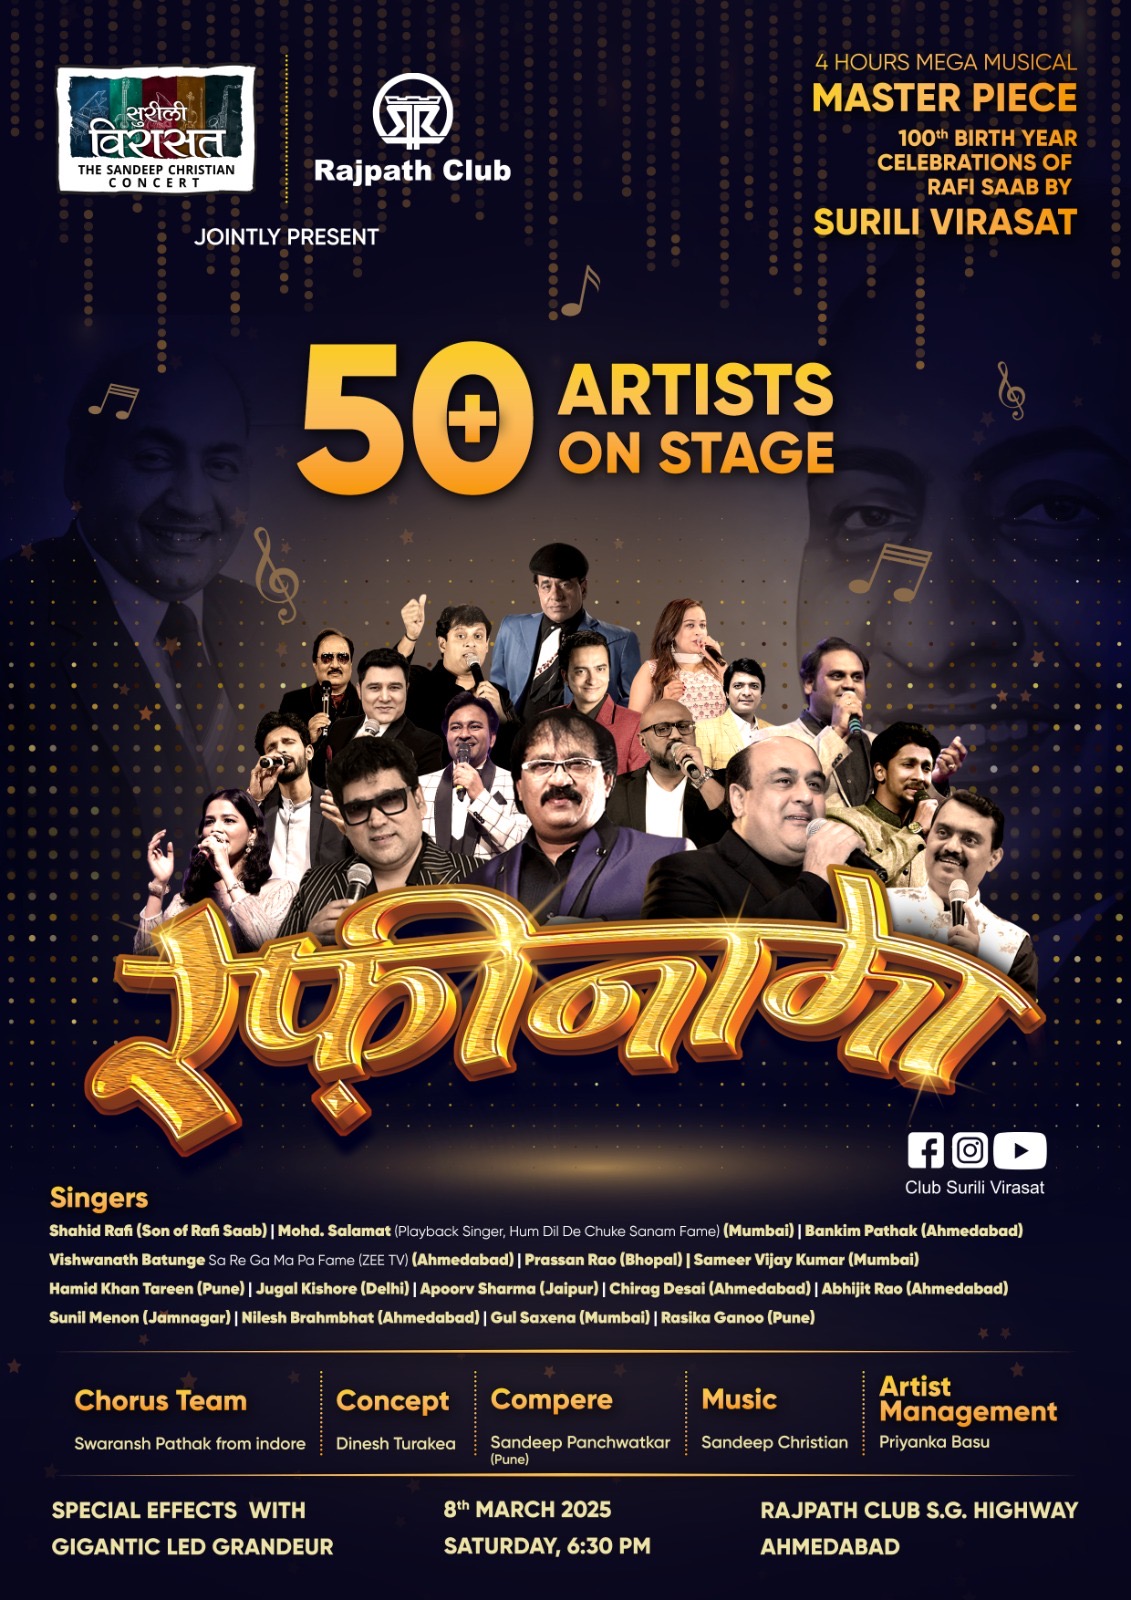 सुरीली
विरासत
THE SANDEEP CHRISTIAN
CONCERT
Rajpath Club
JOINTLY PRESENT
4 HOURS MEGA MUSICAL
MASTER PIECE
100th BIRTH YEAR
CELEBRATIONS OF
RAFI SAAB BY
SURILI VIRASAT
50+ ARTISTS
ON STAGE
रफ़ीनामा
Club Surili Virasat
Singers
Shahid Rafi (Son of Rafi Saab) | Mohd. Salamat (Playback Singer, Hum Dil De Chuke Sanam Fame) (Mumbai) | Bankim Pathak (Ahmedabad)
Vishwanath Batunge Sa Re Ga Ma Pa Fame (ZEE TV) (Ahmedabad) | Prassan Rao (Bhopal) | Sameer Vijay Kumar (Mumbai)
Hamid Khan Tareen (Pune) | Jugal Kishore (Delhi) | Apoorv Sharma (Jaipur) | Chirag Desai (Ahmedabad) | Abhijit Rao (Ahmedabad)
Sunil Menon (Jamnagar) | Nilesh Brahmbhat (Ahmedabad) | Gul Saxena (Mumbai) | Rasika Ganoo (Pune)
Chorus Team
Swaransh Pathak from indore
Concept
Dinesh Turakea
Compere
Sandeep Panchwatkar
(Pune)
Music
Sandeep Christian
Artist
Management
Priyanka Basu
SPECIAL EFFECTS WITH
GIGANTIC LED GRANDEUR
8th MARCH 2025
SATURDAY, 6:30 PM
RAJPATH CLUB S.G. HIGHWAY
AHMEDABAD